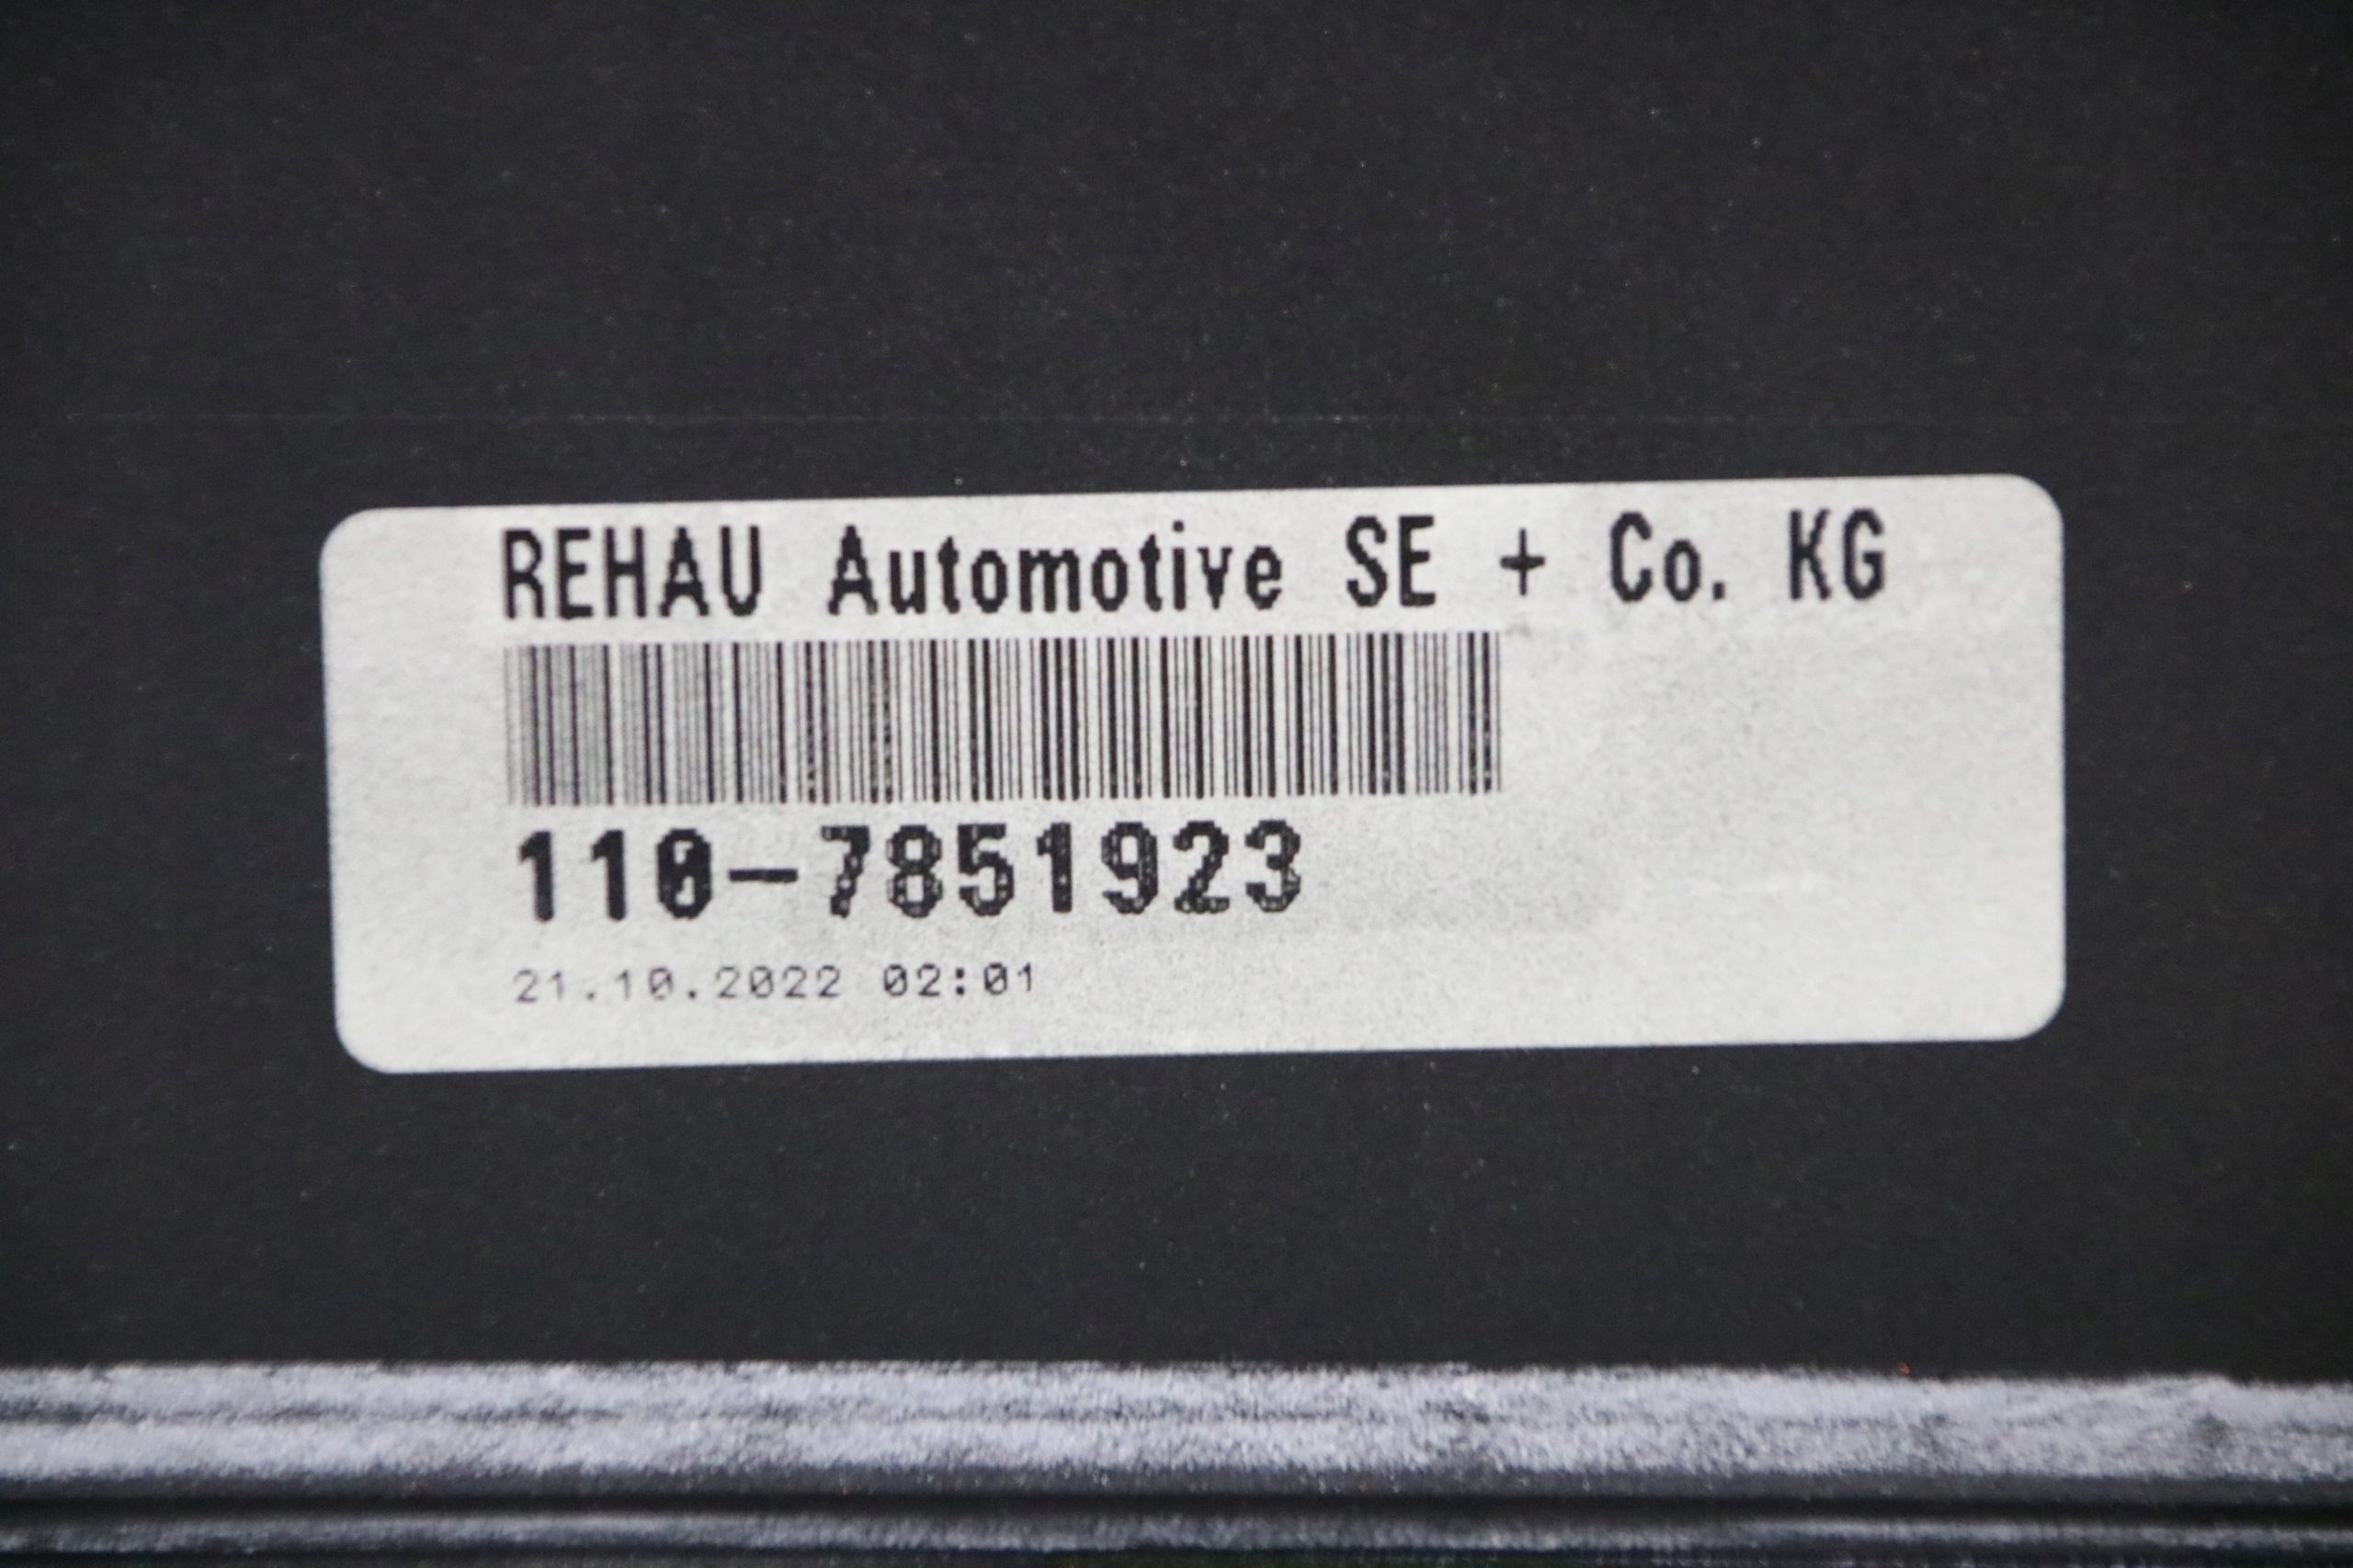 REHAU Automotive SE + Co. KG
110-7851923
21.10.2022 02:01